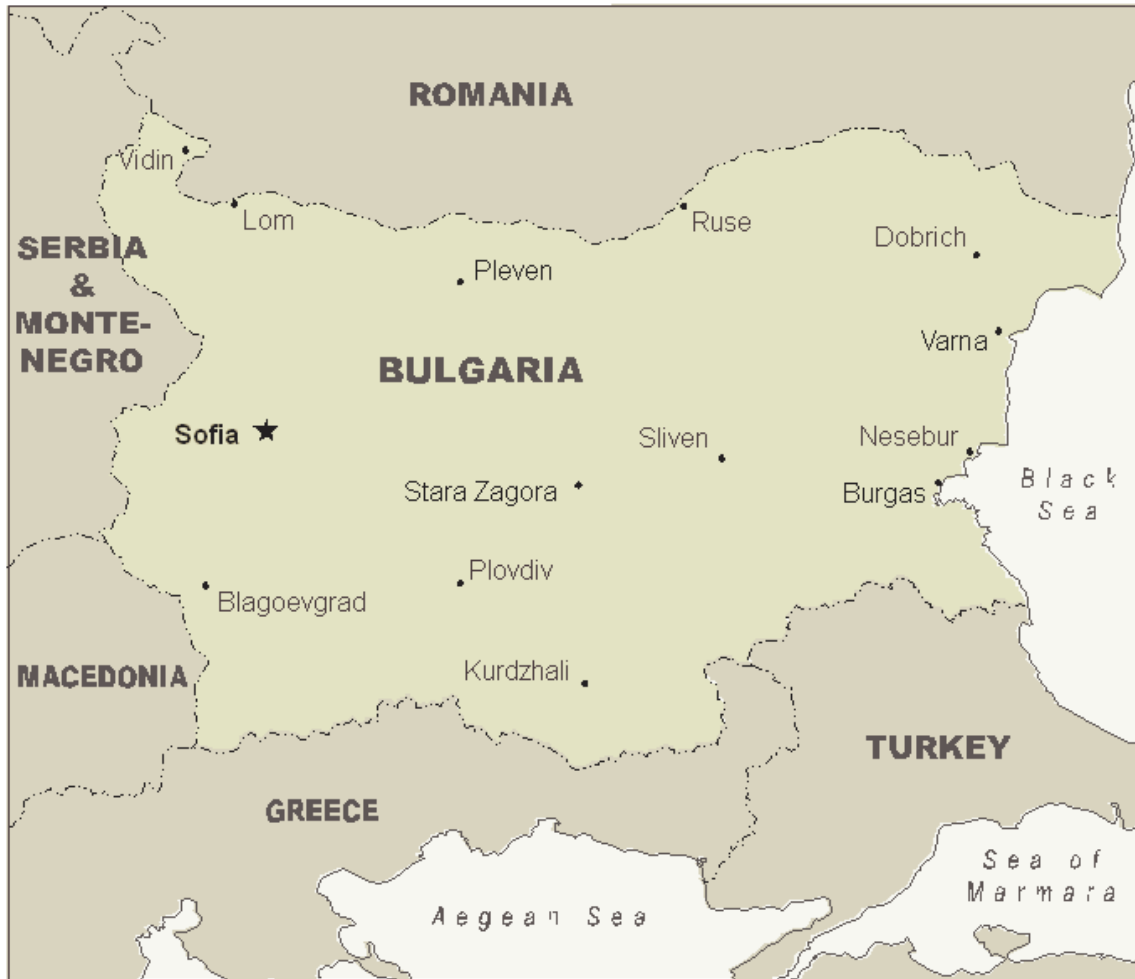 ROMANIA
Vidin
Lom
Ruse
Dobrich
SERBIA
&
MONTE-
NEGRO
Pleven
Varna
BULGARIA
Sofia
Sliven
Nesebur
Stara Zagora
Burgas
Black
Sea
Plovdiv
Blagoevgrad
Kurdzhali
MACEDONIA
TURKEY
GREECE
Sea of
Marmara
Aegean Sea